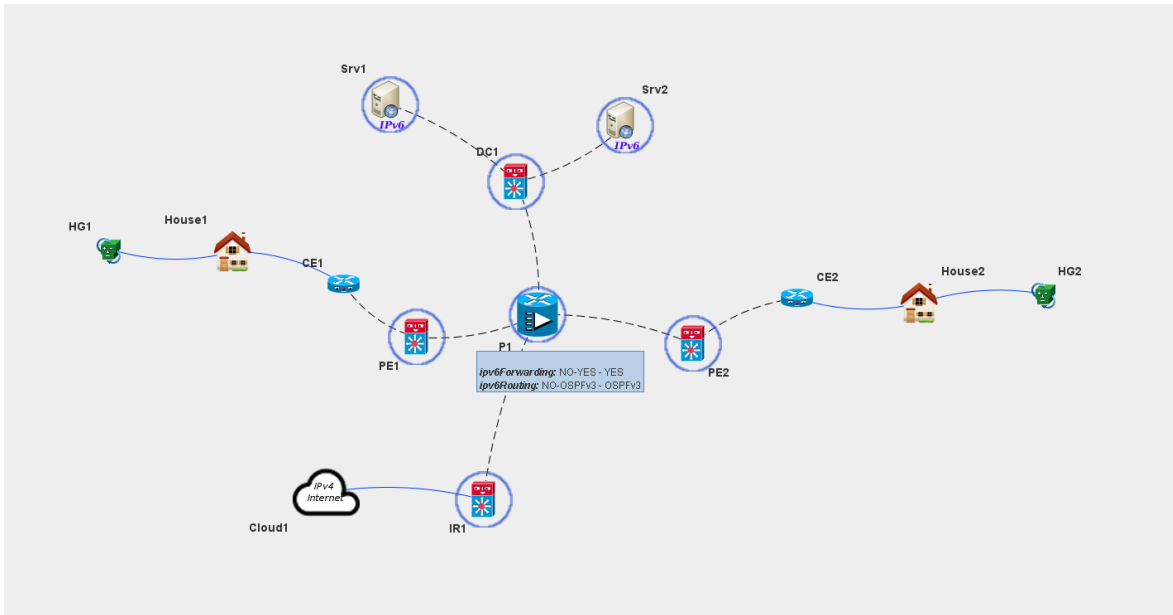 Srv1
Srv2
IPv6
IPv6
DC1
House1
HG1
CE1
CE2
House2
HG2
P1
PE1
PE2
ipv6Forwarding: NO-YES - YES
ipv6Routing: NO-OSPFv3 - OSPFv3
IPv4
Internet
Cloud1
IR1